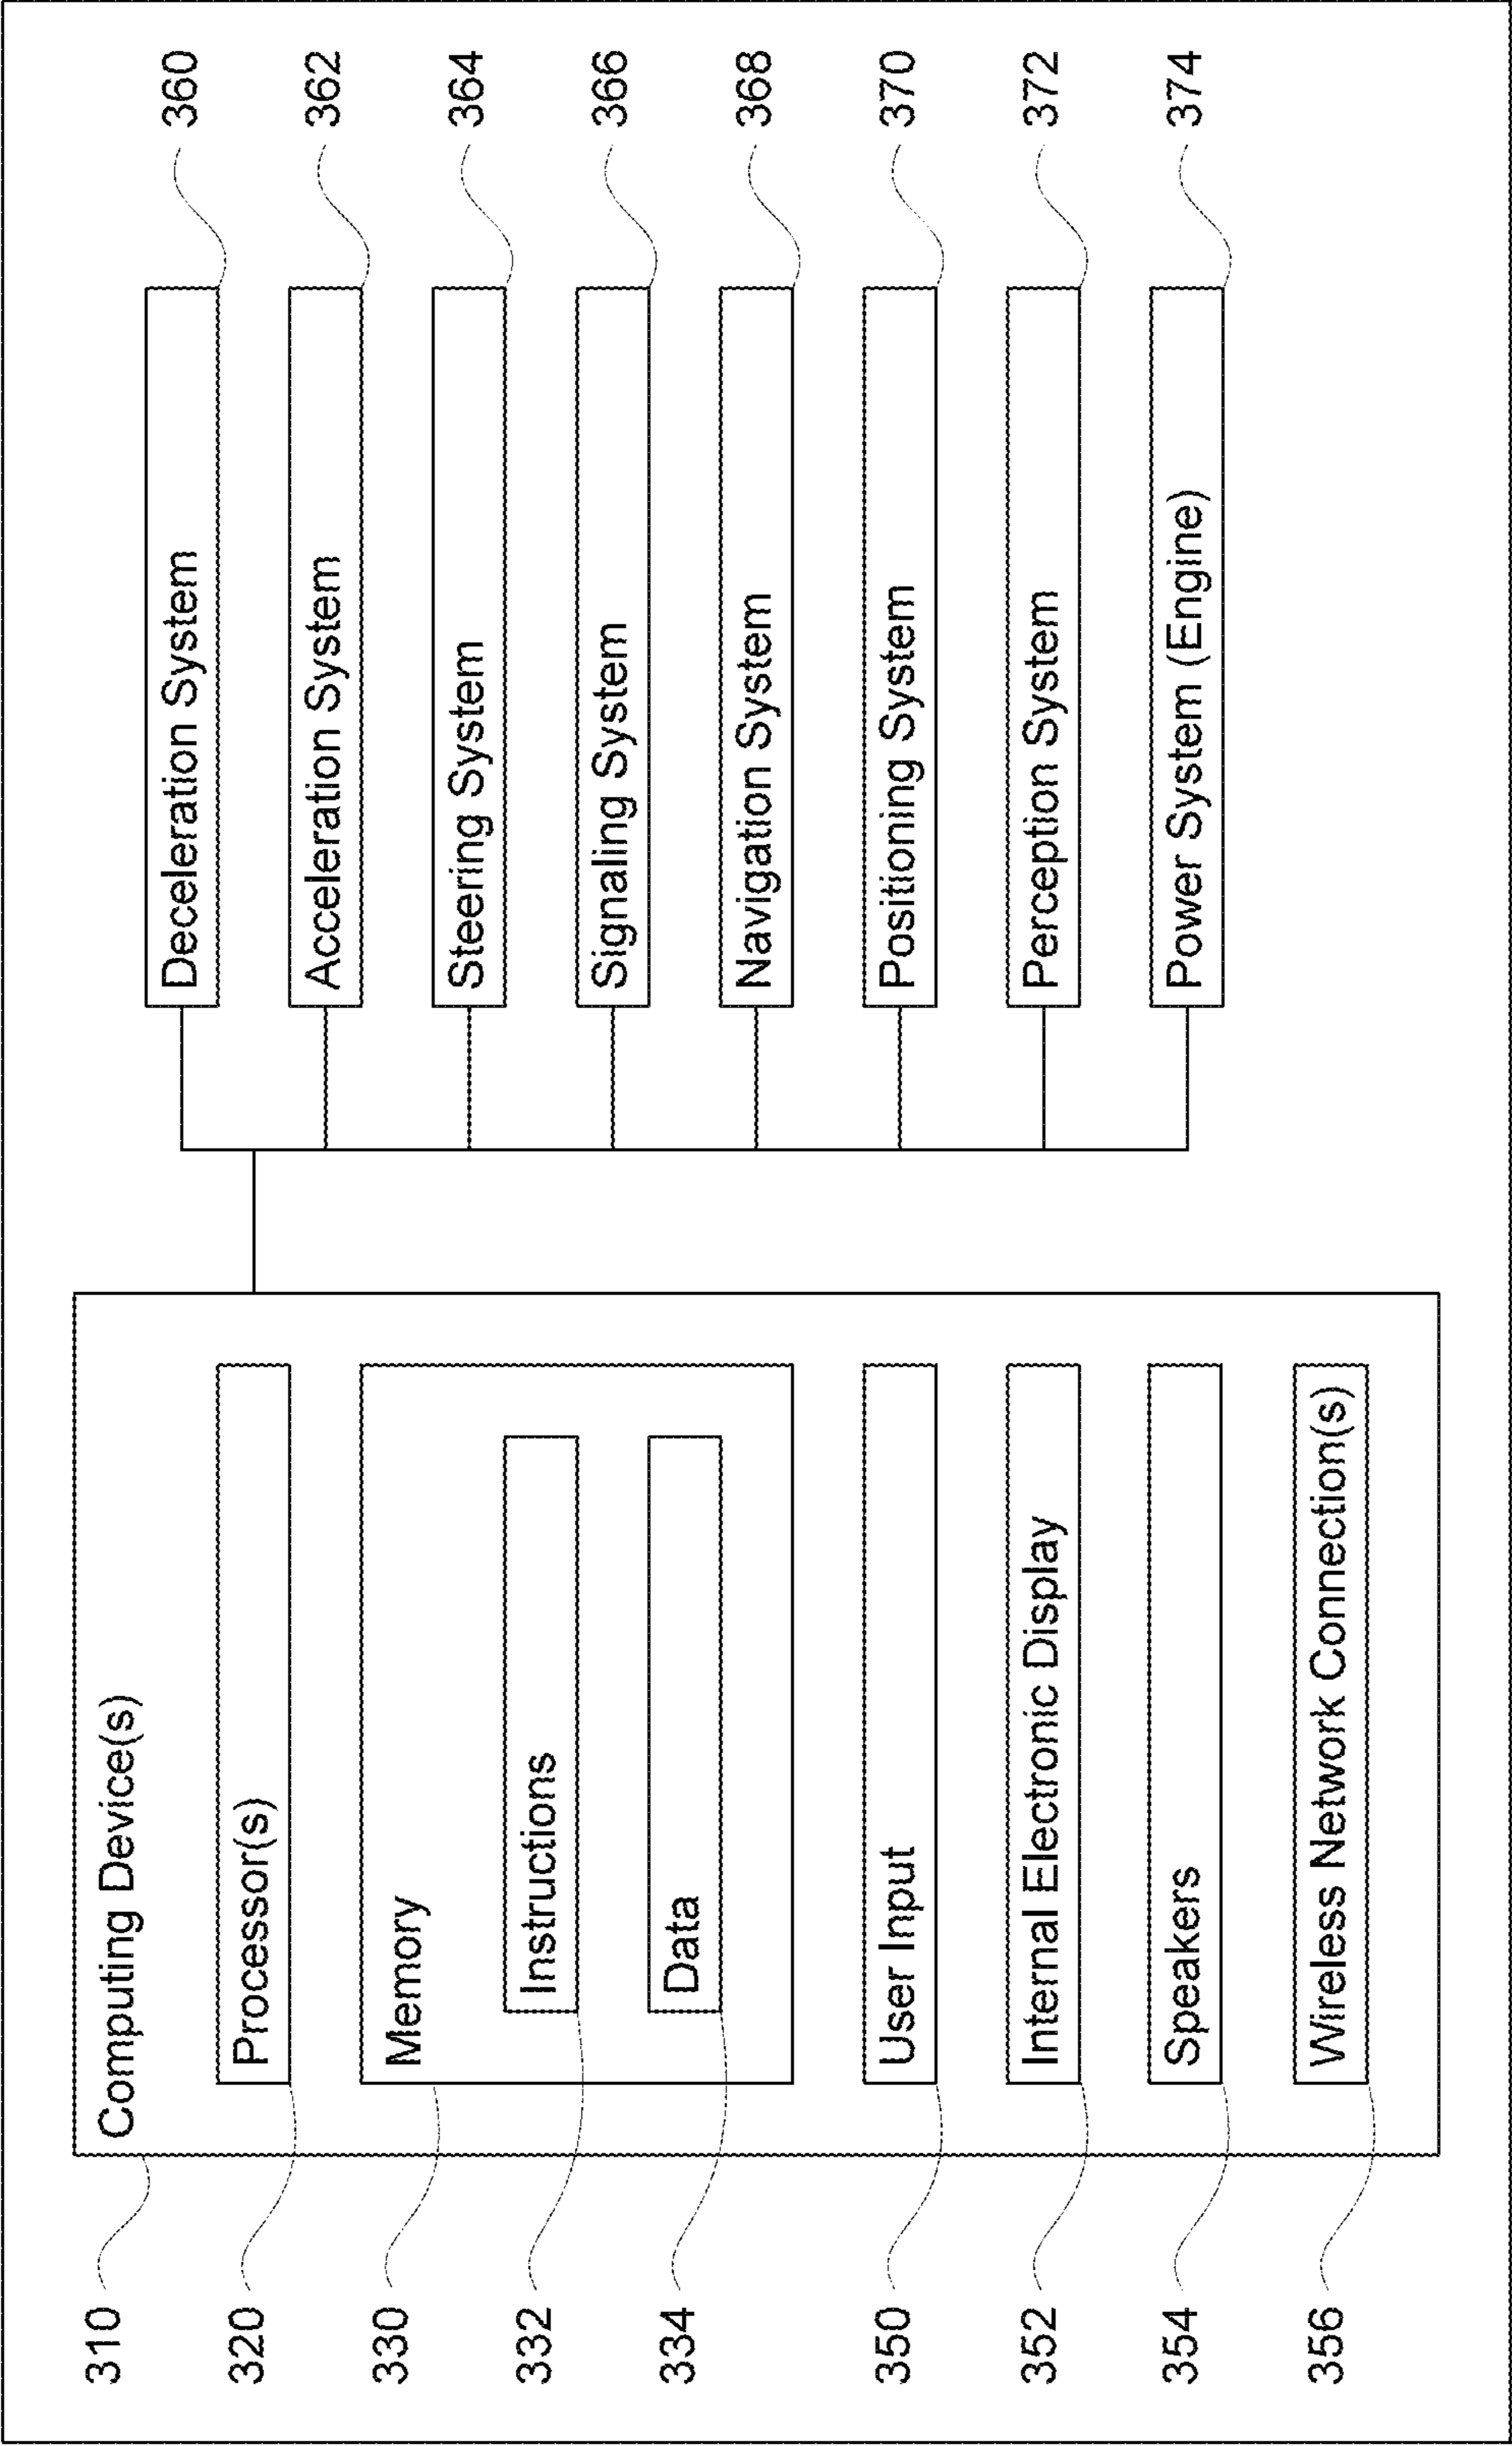 310
Computing Device(s)
320
Processor(s)
330
Memory
332
Instructions
334
Data
350
User Input
352
Internal Electronic Display
354
Speakers
356
Wireless Network Connection(s)
Deceleration System
360
Acceleration System
362
Steering System
364
Signaling System
366
Navigation System
368
Positioning System
370
Perception System
372
Power System (Engine)
374